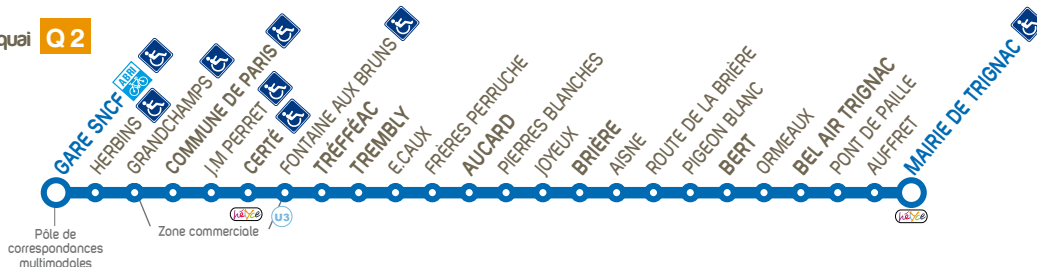 quai Q 2
GARE SNCF
ABRI
HERBINS
GRANDCHAMPS
COMMUNE DE PARIS
J.M PERRET
CERTÉ
FONTAINE AUX BRUNS
TRÉFFÉAC
TREMBLY
E.CAUX
FRÈRES PERRUCHE
AUCARD
PIERRES BLANCHES
JOYEUX
BRIÈRE
AISNE
ROUTE DE LA BRIÈRE
PIGEON BLANC
BERT
ORMEAUX
BEL AIR TRIGNAC
PONT DE PAILLE
AUFFRET
MAIRIE DE TRIGNAC
hélYcé
U3
hélYcé
Pôle de
correspondances
multimodales
Zone commerciale